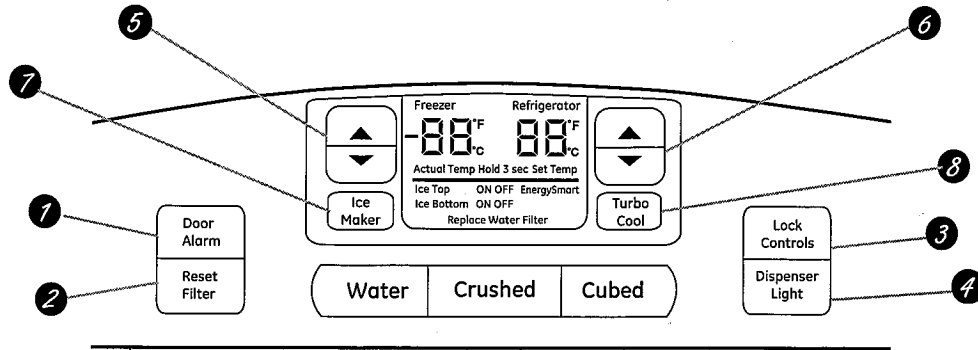 5
6
7
Freezer Refrigerator
-88°F °C 88°F °C
Actual Temp Hold 3 sec Set Temp
8
Ice Top ON OFF EnergySmart
Ice Bottom ON OFF
Replace Water Filter
Ice
Maker
Turbo
Cool
1
Door
Alarm
Lock
Controls
3
2
Reset
Filter
Water Crushed Cubed
Dispenser
Light
4